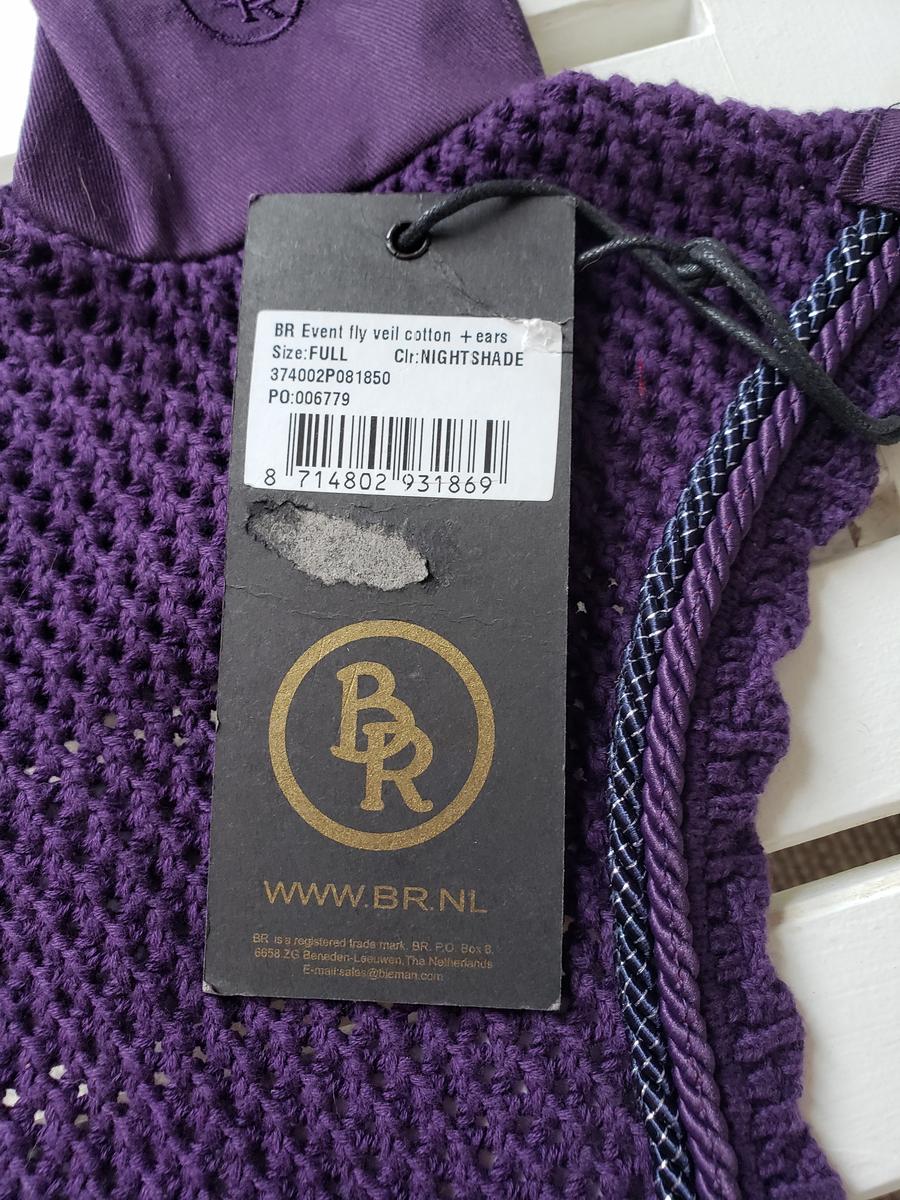 BR
BR Event fly veil cotton + ears
Size:FULL Clr:NIGHTSHADE
374002P081850
PO:006779
8 714802 931869
BR
WWW.BR.NL
BR is a registered trade mark. BR. P.O. Box 8,
6658 ZG Beneden-Leeuwen, The Netherlands
E-mail:sales@bieman.com